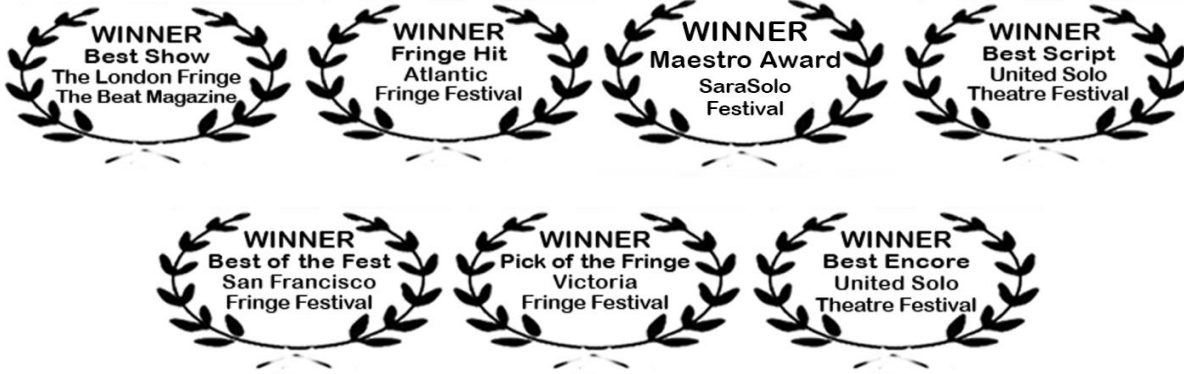 WINNER
Best Show
The London Fringe
The Beat Magazine
WINNER
Fringe Hit
Atlantic
Fringe Festival
WINNER
Maestro Award
SaraSolo
Festival
WINNER
Best Script
United Solo
Theatre Festival
WINNER
Best of the Fest
San Francisco
Fringe Festival
WINNER
Pick of the Fringe
Victoria
Fringe Festival
WINNER
Best Encore
United Solo
Theatre Festival